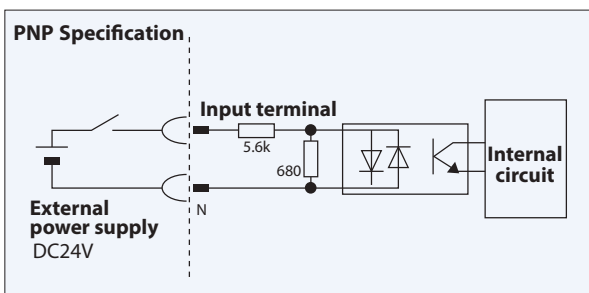 PNP Specification
Input terminal
5.6k
680
Internal
circuit
N
External
power supply
DC24V